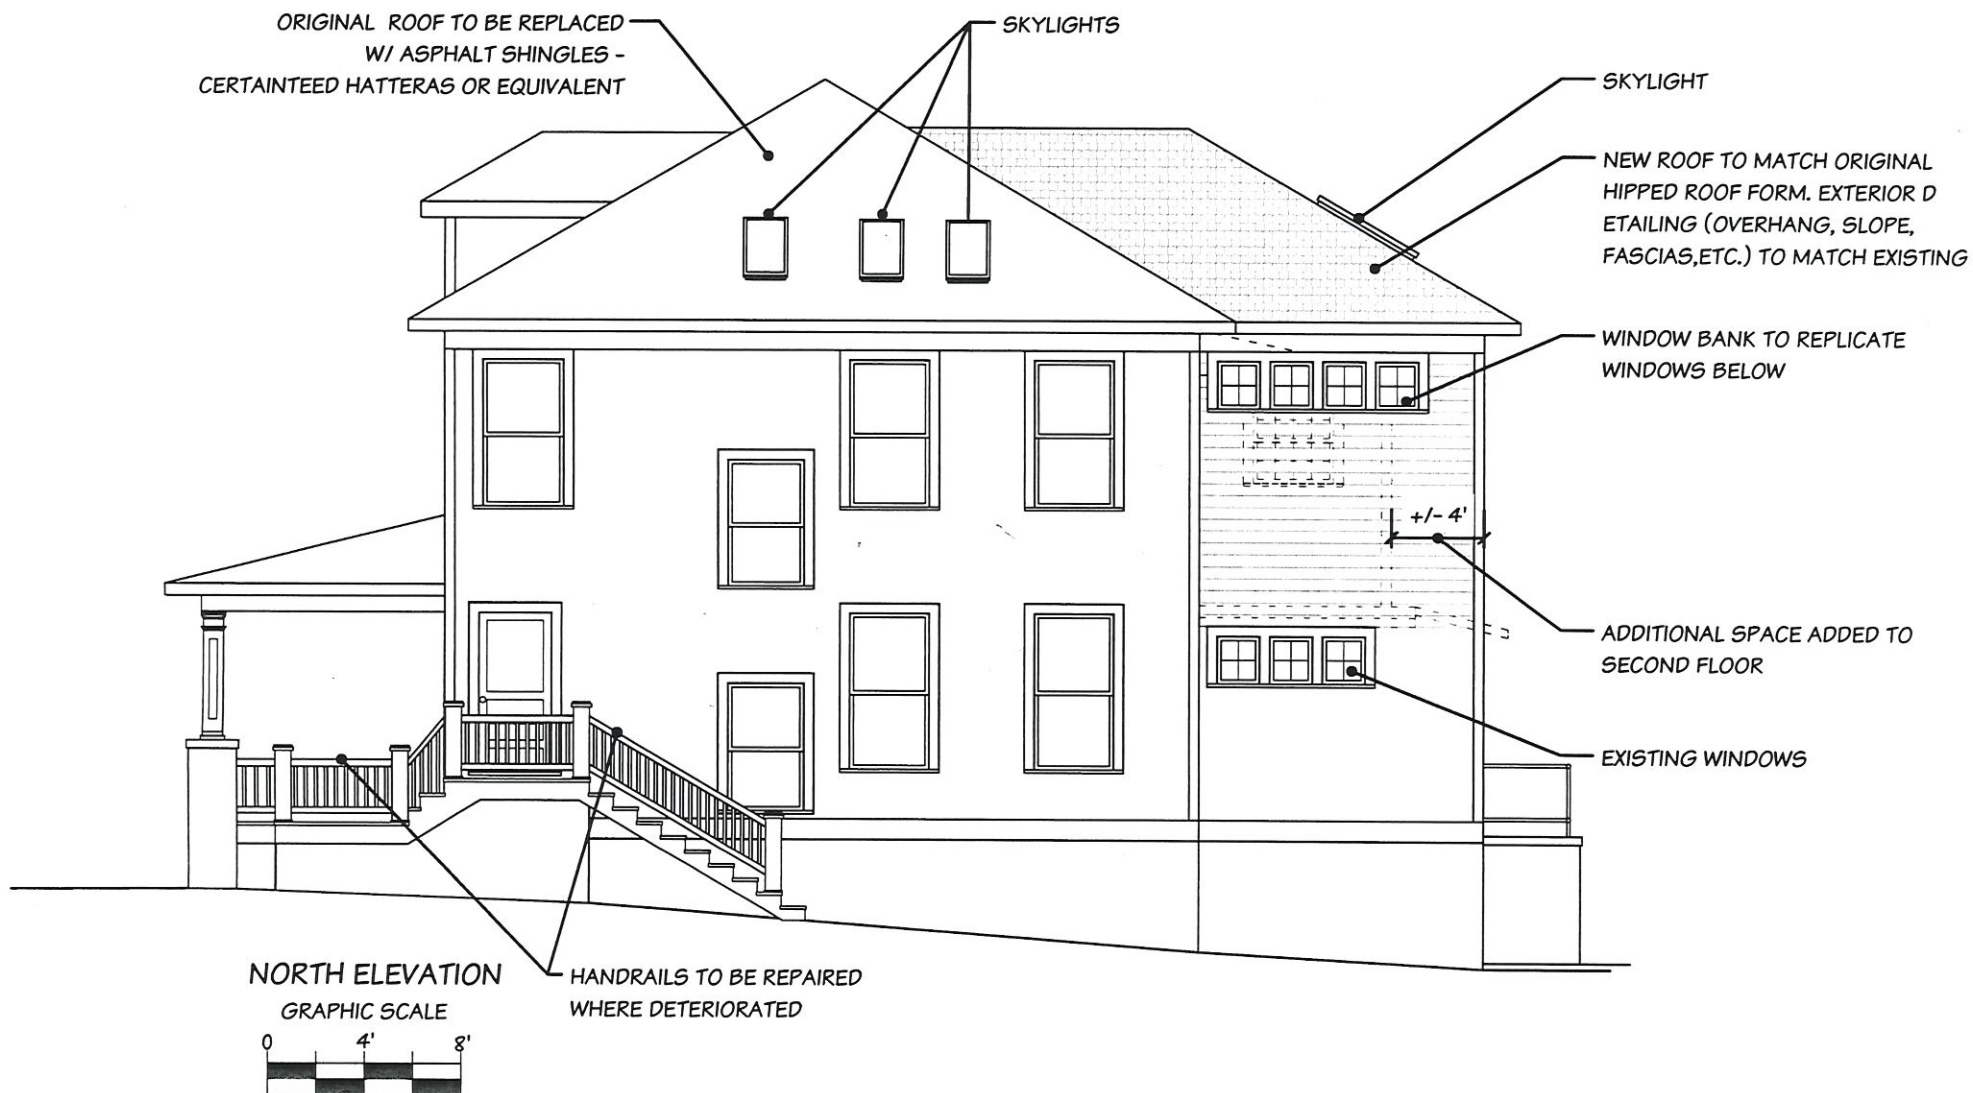 ORIGINAL ROOF TO BE REPLACED
W/ ASPHALT SHINGLES -
CERTAINTEED HATTERAS OR EQUIVALENT
SKYLIGHTS
SKYLIGHT
NEW ROOF TO MATCH ORIGINAL
HIPPED ROOF FORM. EXTERIOR D
ETAILING (OVERHANG, SLOPE,
FASCIAS,ETC.) TO MATCH EXISTING
WINDOW BANK TO REPLICATE
WINDOWS BELOW
+/- 4'
ADDITIONAL SPACE ADDED TO
SECOND FLOOR
EXISTING WINDOWS
HANDRAILS TO BE REPAIRED
WHERE DETERIORATED
NORTH ELEVATION
GRAPHIC SCALE
0 4' 8'